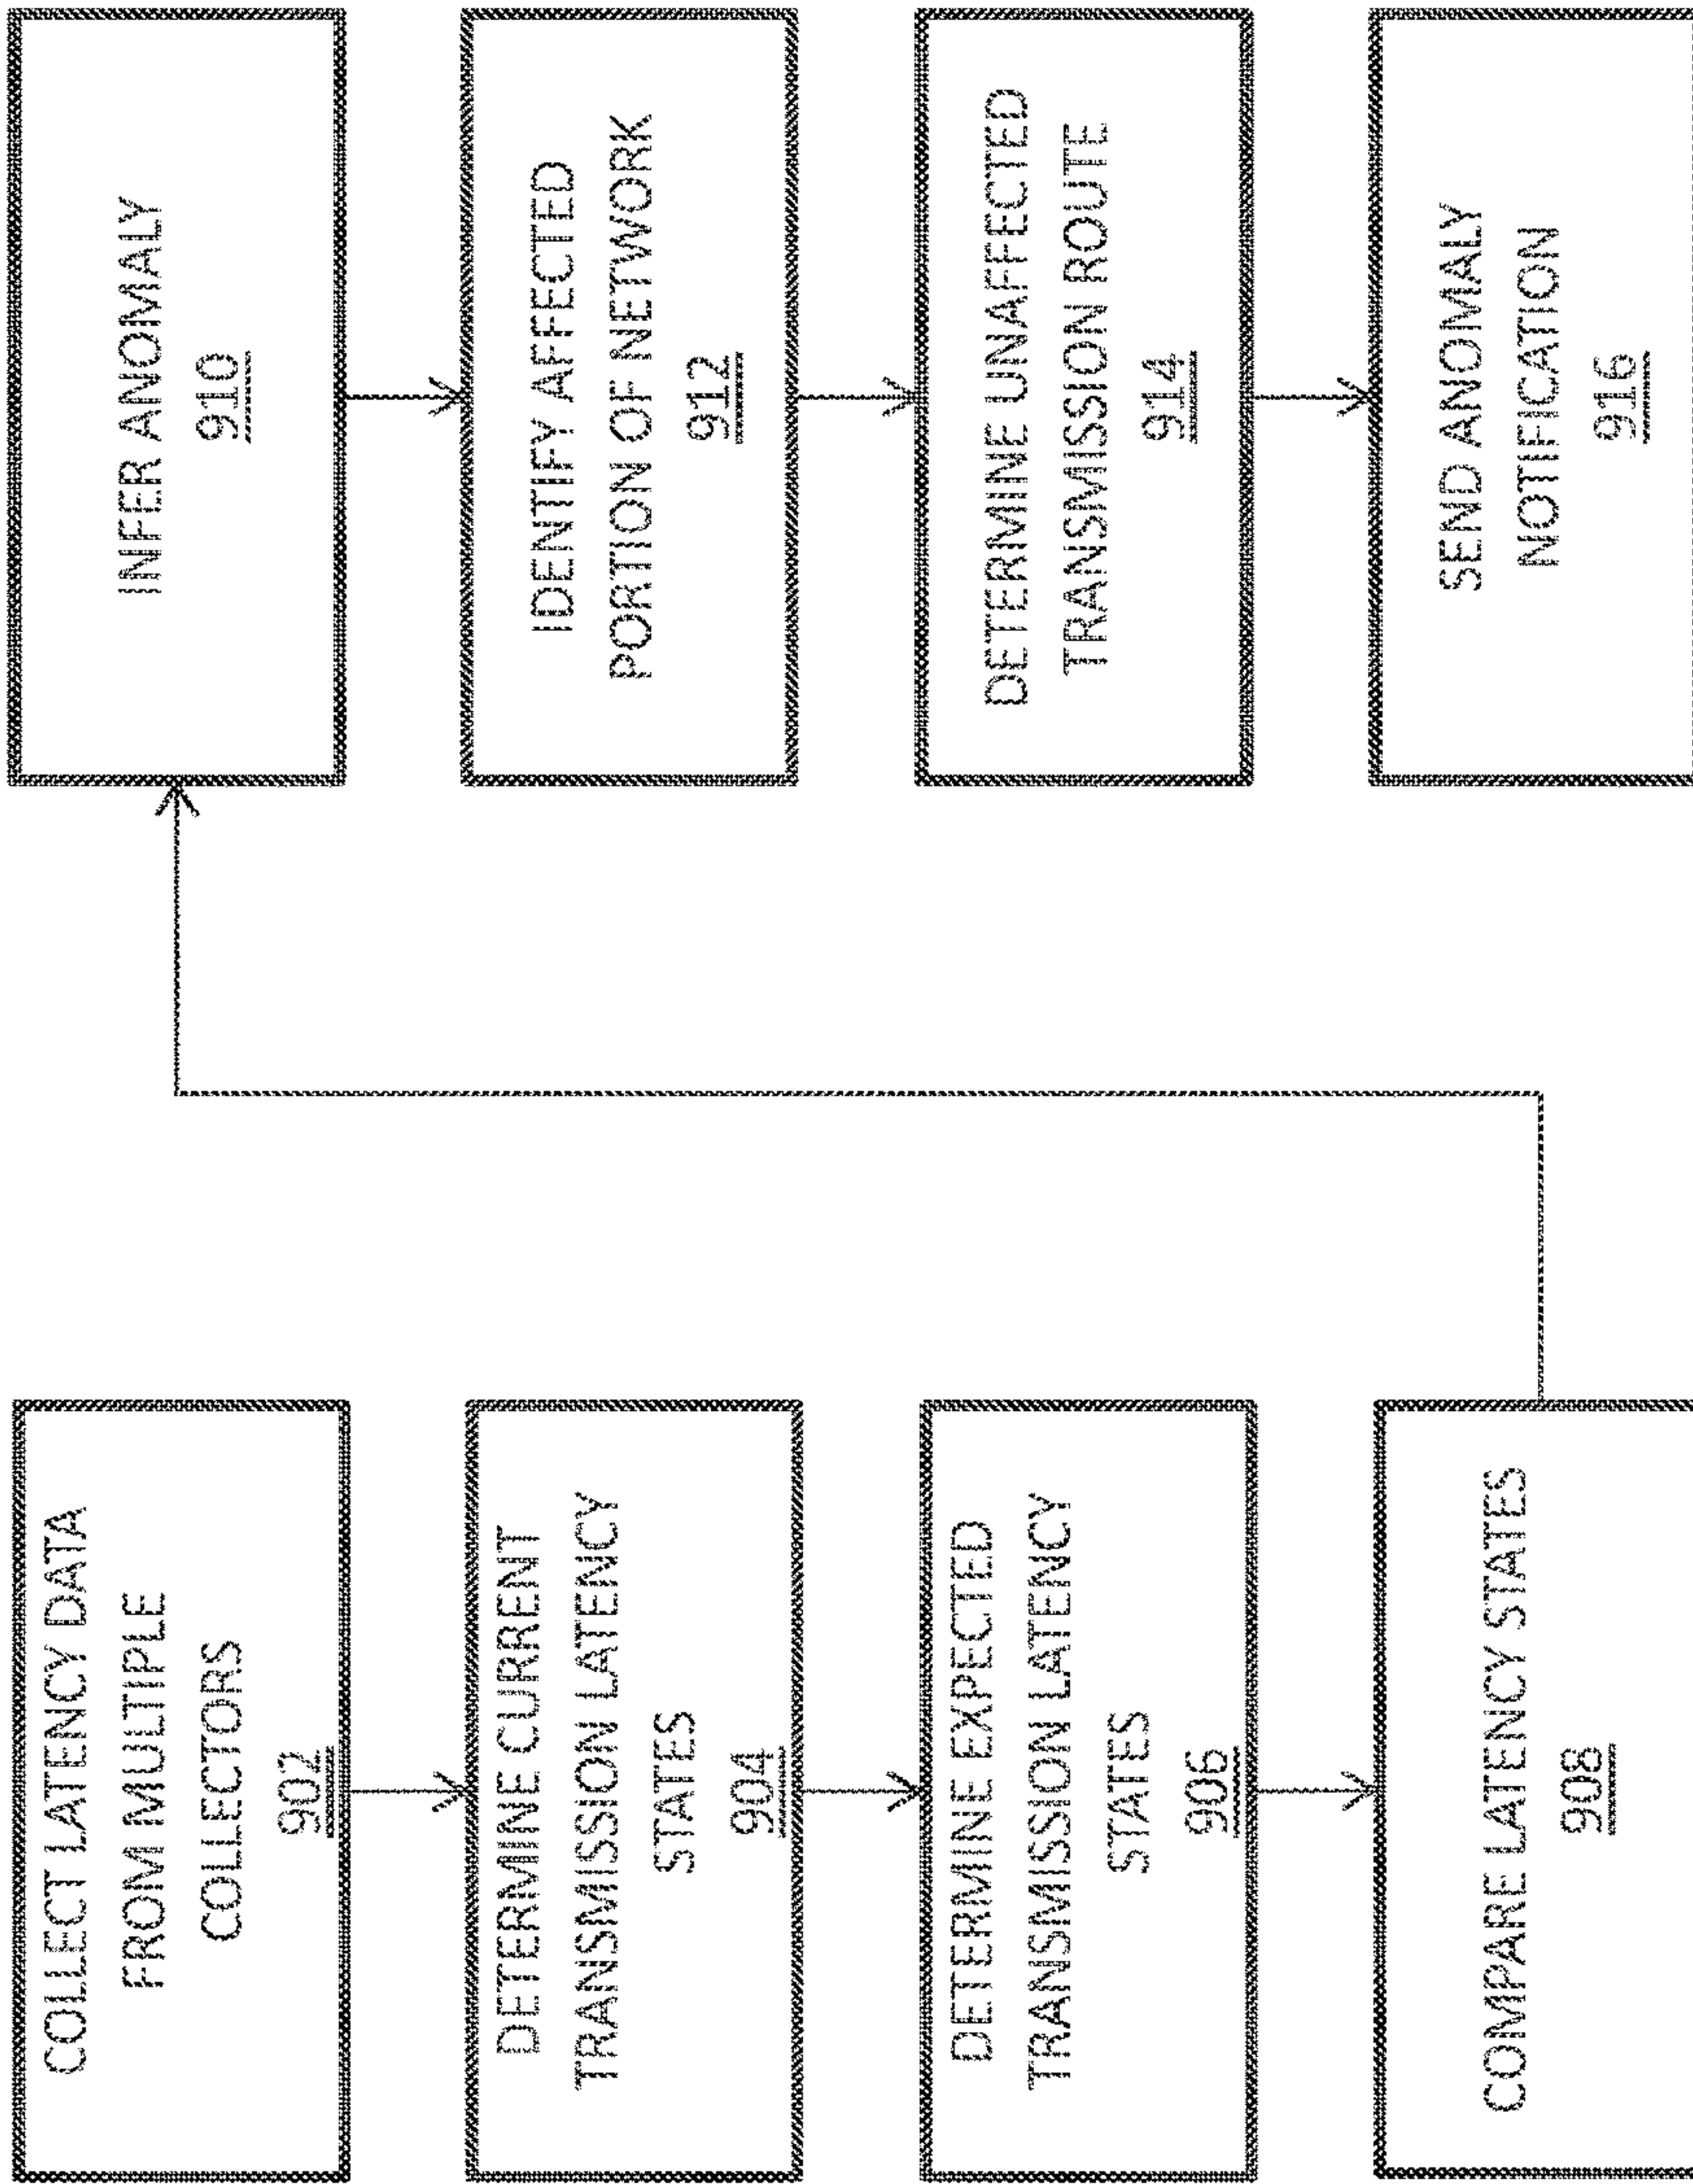 COLLECT LATENCY DATA
FROM MULTIPLE
COLLECTORS
902
DETERMINE CURRENT
TRANSMISSION LATENCY
STATES
904
DETERMINE EXPECTED
TRANSMISSION LATENCY
STATES
906
COMPARE LATENCY STATES
908
INFER ANOMALY
910
IDENTIFY AFFECTED
PORTION OF NETWORK
912
DETERMINE UNAFFECTED
TRANSMISSION ROUTE
914
SEND ANOMALY
NOTIFICATION
916